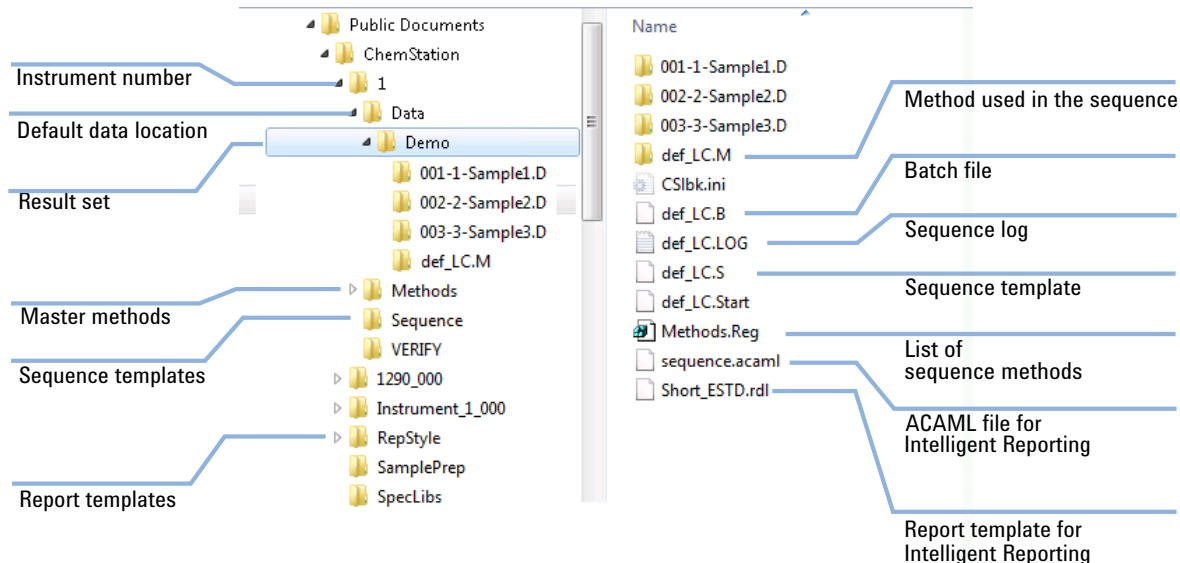 Instrument number
Default data location
Result set
Master methods
Sequence templates
Report templates
Public Documents
ChemStation
1
Data
Demo
001-1-Sample1.D
002-2-Sample2.D
003-3-Sample3.D
def_LC.M
Methods
Sequence
VERIFY
1290_000
Instrument_1_000
RepStyle
SamplePrep
SpecLibs
Name
001-1-Sample1.D
002-2-Sample2.D
003-3-Sample3.D
def_LC.M
CSlbk.ini
def_LC.B
def_LC.LOG
def_LC.S
def_LC.Start
Methods.Reg
sequence.acaml
Short_ESTD.rdl
Method used in the sequence
Batch file
Sequence log
Sequence template
List of
sequence methods
ACAML file for
Intelligent Reporting
Report template for
Intelligent Reporting